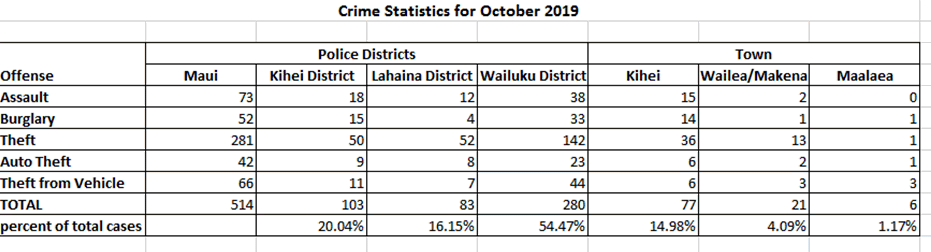 Crime Statistics for October 2019
Police Districts Town
Offense Maui Kihei District Lahaina District Wailuku District Kihei Wailea/Makena Maalaea
Assault 73 18 12 38 15 2 0
Burglary 52 15 4 33 14 1 1
Theft 281 50 52 142 36 13 1
Auto Theft 42 9 8 23 6 2 1
Theft from Vehicle 66 11 7 44 6 3 3
TOTAL 514 103 83 280 77 21 6
percent of total cases 20.04% 16.15% 54.47% 14.98% 4.09% 1.17%